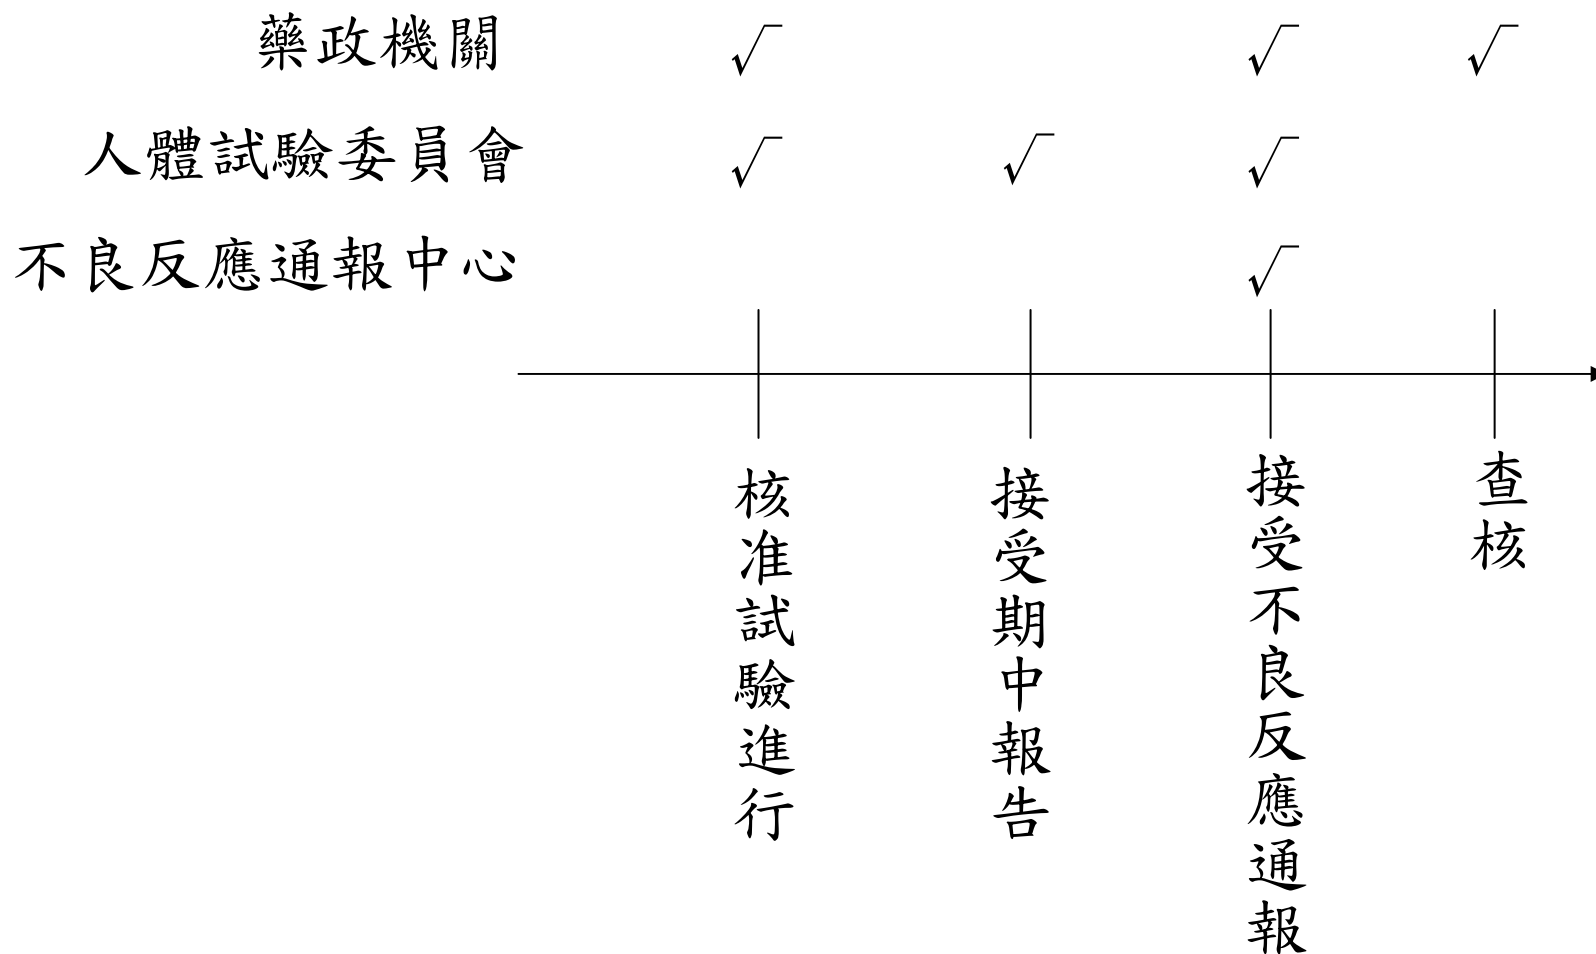 藥政機關 √ √ √
人體試驗委員會 √ √ √
不良反應通報中心 √
核准試驗進行
接受期中報告
接受不良反應通報
查核